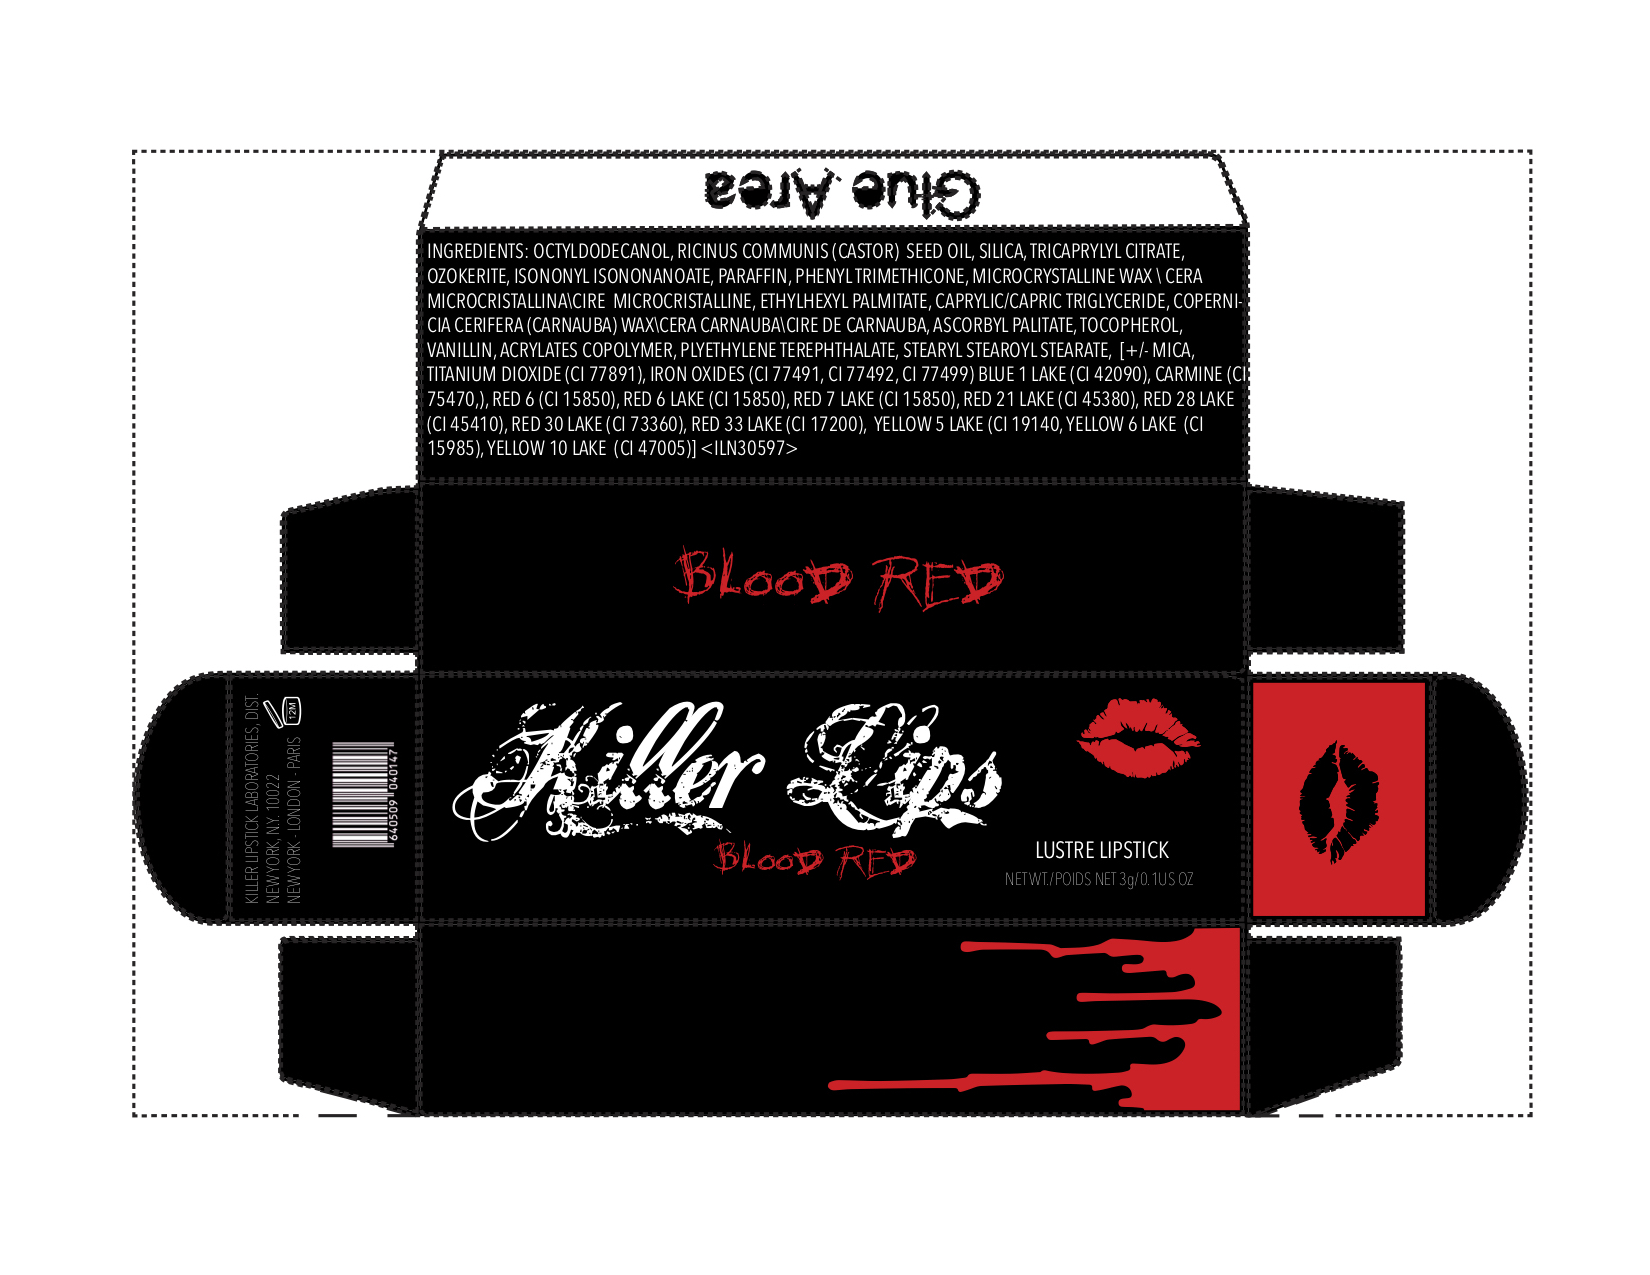 Glue Area
INGREDIENTS: OCTYLDODECANOL, RICINUS COMMUNIS (CASTOR) SEED OIL, SILICA, TRICAPRYLYL CITRATE,
OZOKERITE, ISONONYL ISONONANOATE, PARAFFIN, PHENYL TRIMETHICONE, MICROCRYSTALLINE WAX \ CERA
MICROCRISTALLINA\CIRE MICROCRISTALLINE, ETHYLHEXYL PALMITATE, CAPRYLIC/CAPRIC TRIGLYCERIDE, COPERNI-
CIA CERIFERA (CARNAUBA) WAX\CERA CARNAUBA\CIRE DE CARNAUBA, ASCORBYL PALITATE, TOCOPHEROL,
VANILLIN, ACRYLATES COPOLYMER, PLYETHYLENE TEREPHTHALATE, STEARYL STEAROYL STEARATE, [+/- MICA,
TITANIUM DIOXIDE (CI 77891), IRON OXIDES (CI 77491, CI 77492, CI 77499) BLUE 1 LAKE (CI 42090), CARMINE (CI
75470,), RED 6 (CI 15850), RED 6 LAKE (CI 15850), RED 7 LAKE (CI 15850), RED 21 LAKE (CI 45380), RED 28 LAKE
(CI 45410), RED 30 LAKE (CI 73360), RED 33 LAKE (CI 17200), YELLOW 5 LAKE (CI 19140, YELLOW 6 LAKE (CI
15985), YELLOW 10 LAKE (CI 47005)] <ILN30597>
BLOOD RED
KILLER LIPSTICK LABORATORIES, DIST.
NEWYORK, N.Y. 10022
NEWYORK - LONDON - PARIS
12M
640509 040147
Killer Lips
BLOOD RED
LUSTRE LIPSTICK
NET WT./POIDS NET 3g/0.1US OZ